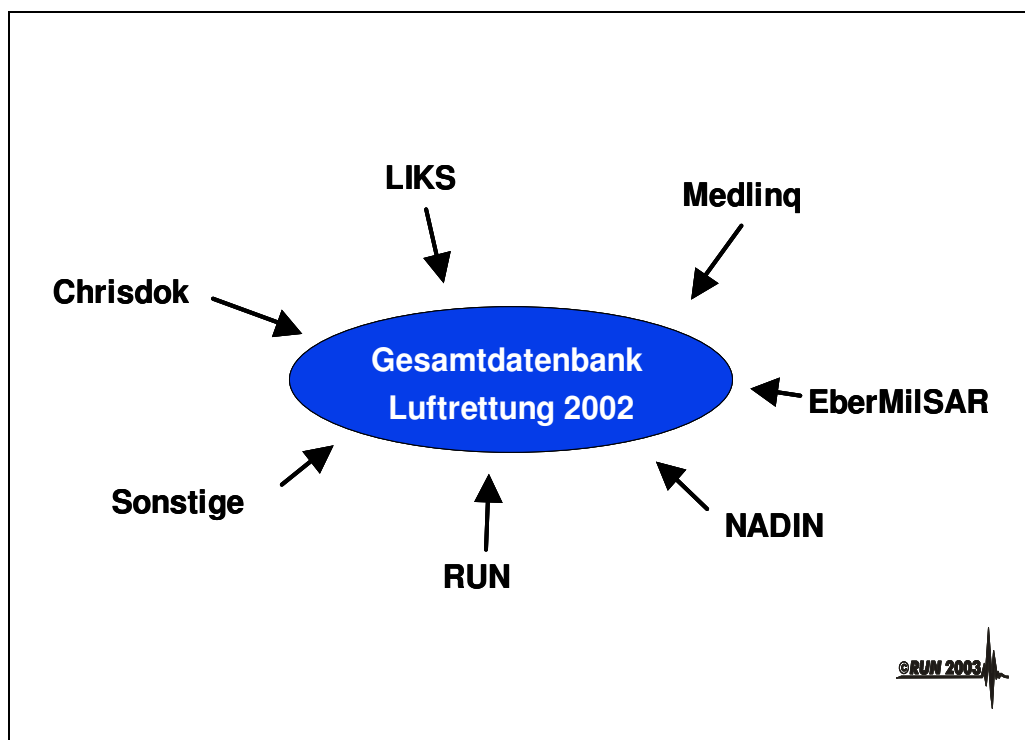 LIKS
Medlinq
Chrisdok
Gesamtdatenbank
Luftrettung 2002
EberMilSAR
Sonstige
NADIN
RUN
©RUN 2003